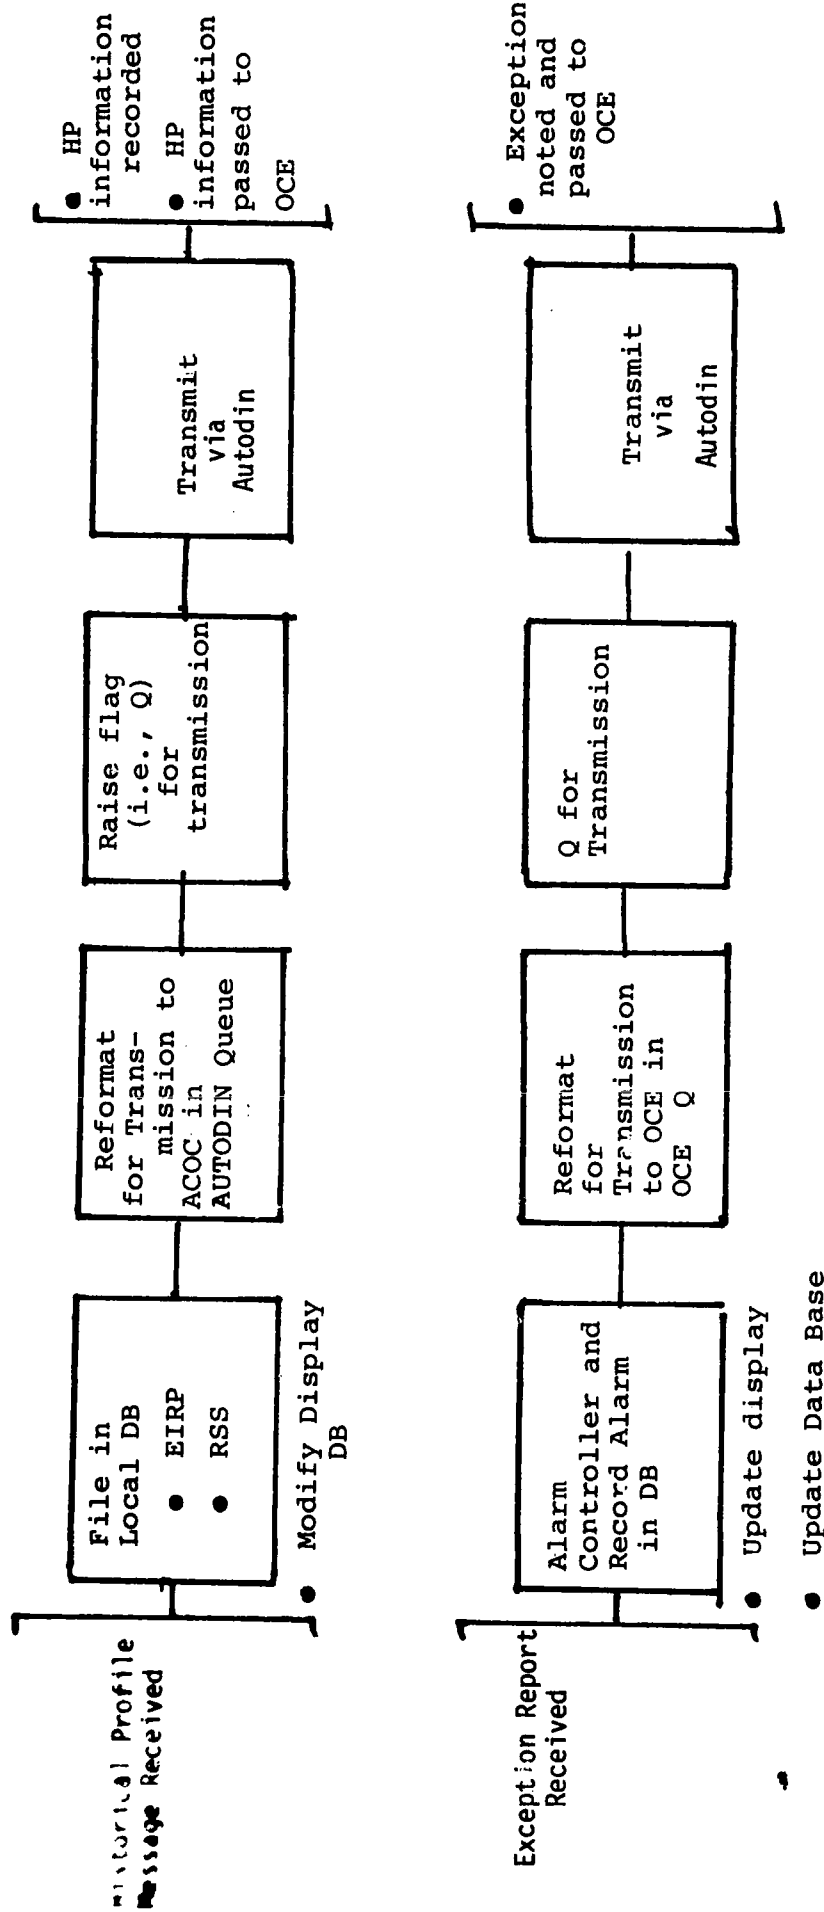 Historical Profile
Message Received
File in
Local DB
● EIRP
● RSS
● Modify Display
DB
Reformat
for Trans-
mission to
ACOC in
AUTODIN Queue
Raise flag
(i.e., Q)
for
transmission
Transmit
via
Autodin
● HP
information
recorded
● HP
information
passed to
OCE
Exception Report
Received
Alarm
Controller and
Record Alarm
in DB
● Update display
● Update Data Base
Reformat
for
Transmission
to OCE in
OCE Q
Q for
Transmission
Transmit
via
Autodin
● Exception
noted and
passed to
OCE